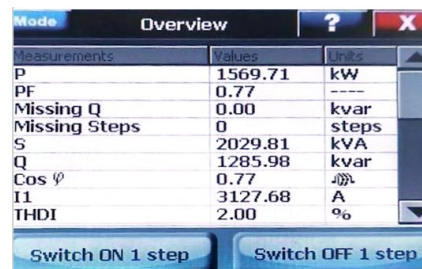 Mode Overview ? X
Measurements Values Units
P 1569.71 kW
PF 0.77 ----
Missing Q 0.00 kvar
Missing Steps 0 steps
S 2029.81 kVA
Q 1285.98 kvar
Cos φ 0.77
I1 3127.68 A
THDI 2.00 %
Switch ON 1 step Switch OFF 1 step